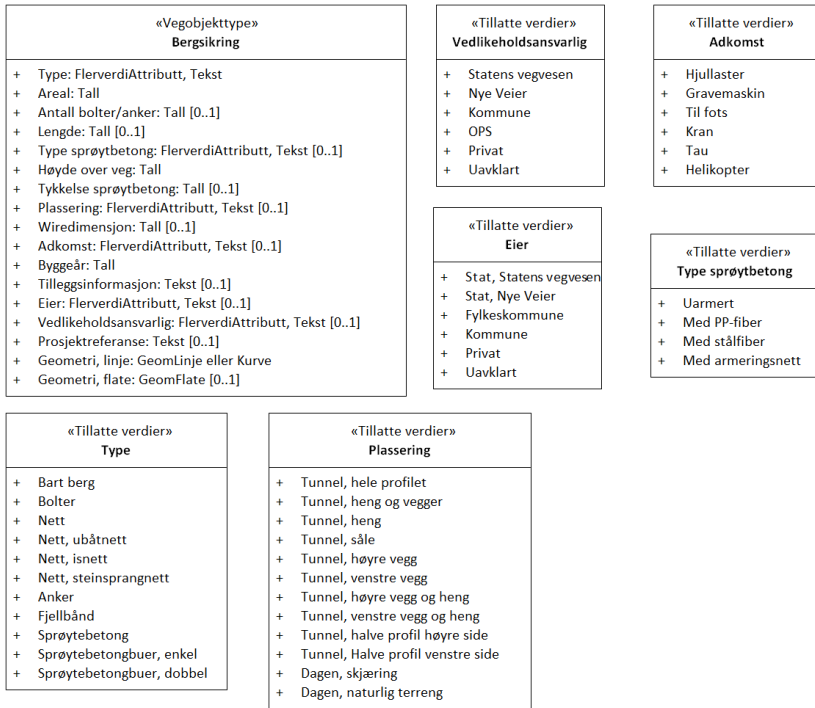 «Vegobjekttype»
Bergsikring
+ Type: FlerverdiAttributt, Tekst
+ Areal: Tall
+ Antall bolter/anker: Tall [0..1]
+ Lengde: Tall [0..1]
+ Type sprøytbetong: FlerverdiAttributt, Tekst [0..1]
+ Høyde over veg: Tall
+ Tykkelse sprøytbetong: Tall [0..1]
+ Plassering: FlerverdiAttributt, Tekst [0..1]
+ Wiredimensjon: Tall [0..1]
+ Adkomst: FlerverdiAttributt, Tekst [0..1]
+ Byggeår: Tall
+ Tilleggsinformasjon: Tekst [0..1]
+ Eier: FlerverdiAttributt, Tekst [0..1]
+ Vedlikeholdsansvarlig: FlerverdiAttributt, Tekst [0..1]
+ Prosjektreferanse: Tekst [0..1]
+ Geometri, linje: GeomLinje eller Kurve
+ Geometri, flate: GeomFlate [0..1]
«Tillatte verdier»
Vedlikeholdsansvarlig
+ Statens vegvesen
+ Nye Veier
+ Kommune
+ OPS
+ Privat
+ Uavklart
«Tillatte verdier»
Adkomst
+ Hjullaster
+ Gravemaskin
+ Til fots
+ Kran
+ Tau
+ Helikopter
«Tillatte verdier»
Eier
+ Stat, Statens vegvesen
+ Stat, Nye Veier
+ Fylkeskommune
+ Kommune
+ Privat
+ Uavklart
«Tillatte verdier»
Type sprøytbetong
+ Uarmert
+ Med PP-fiber
+ Med stålfiber
+ Med armeringsnett
«Tillatte verdier»
Type
+ Bart berg
+ Bolter
+ Nett
+ Nett, ubåtnett
+ Nett, isnett
+ Nett, steinsprangnett
+ Anker
+ Fjellbånd
+ Sprøytebetong
+ Sprøytebetongbuer, enkel
+ Sprøytebetongbuer, dobbel
«Tillatte verdier»
Plassering
+ Tunnel, hele profilet
+ Tunnel, heng og vegger
+ Tunnel, heng
+ Tunnel, såle
+ Tunnel, høyre vegg
+ Tunnel, venstre vegg
+ Tunnel, høyre vegg og heng
+ Tunnel, venstre vegg og heng
+ Tunnel, halve profil høyre side
+ Tunnel, Halve profil venstre side
+ Dagen, skjæring
+ Dagen, naturlig terreng